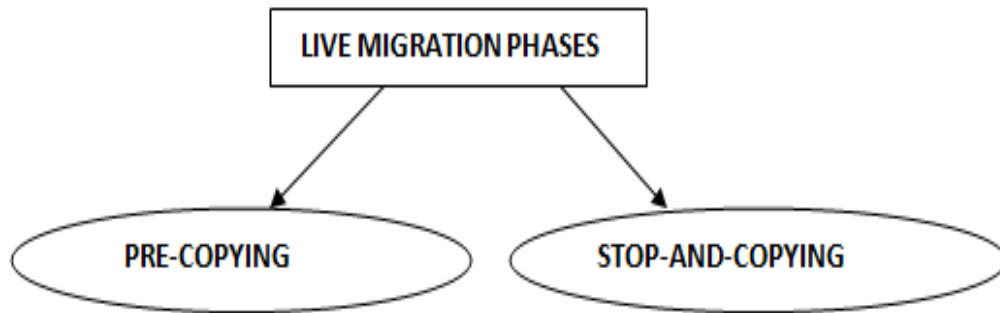 LIVE MIGRATION PHASES
PRE-COPYING
STOP-AND-COPYING